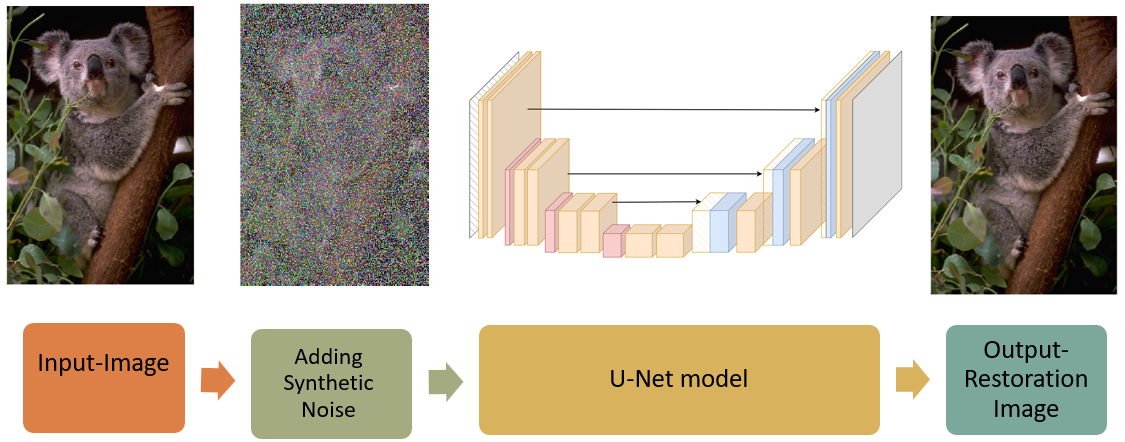 Input-Image
Adding
Synthetic
Noise
U-Net model
Output-
Restoration
Image